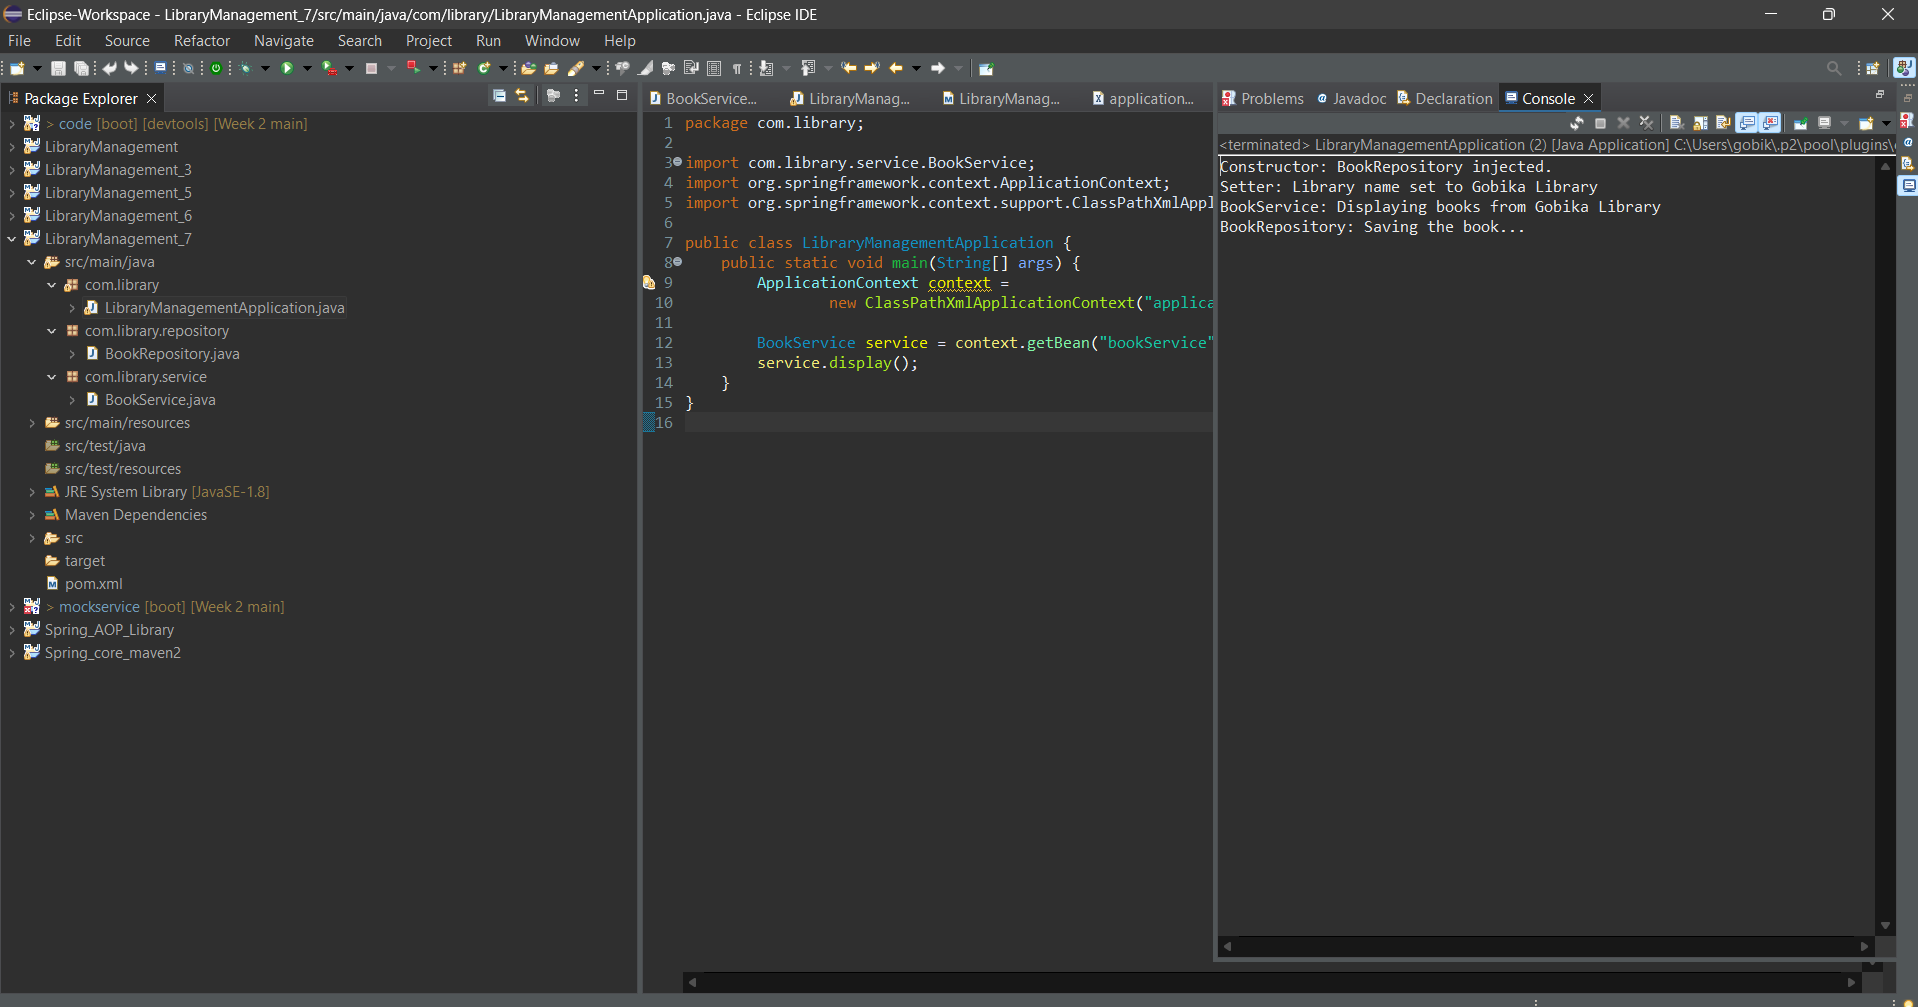 Eclipse-Workspace - LibraryManagement_7/src/main/java/com/library/LibraryManagementApplication.java - Eclipse IDE
File Edit Source Refactor Navigate Search Project Run Window Help
Package Explorer
> code [boot] [devtools] [Week 2 main]
LibraryManagement
LibraryManagement_3
LibraryManagement_5
LibraryManagement_6
LibraryManagement_7
src/main/java
com.library
LibraryManagementApplication.java
com.library.repository
BookRepository.java
com.library.service
BookService.java
src/main/resources
src/test/java
src/test/resources
JRE System Library [JavaSE-1.8]
Maven Dependencies
src
target
pom.xml
> mockservice [boot] [Week 2 main]
Spring_AOP_Library
Spring_core_maven2
BookService... LibraryManag... LibraryManag... application...
1 package com.library;
2
3 import com.library.service.BookService;
4 import org.springframework.context.ApplicationContext;
5 import org.springframework.context.support.ClassPathXmlAppl
6
7 public class LibraryManagementApplication {
8 public static void main(String[] args) {
9 ApplicationContext context =
10 new ClassPathXmlApplicationContext("applica
11
12 BookService service = context.getBean("bookService"
13 service.display();
14 }
15 }
16
Problems Javadoc Declaration Console
<terminated> LibraryManagementApplication (2) [Java Application] C:\Users\gobik\.p2\pool\plugins\
Constructor: BookRepository injected.
Setter: Library name set to Gobika Library
BookService: Displaying books from Gobika Library
BookRepository: Saving the book...